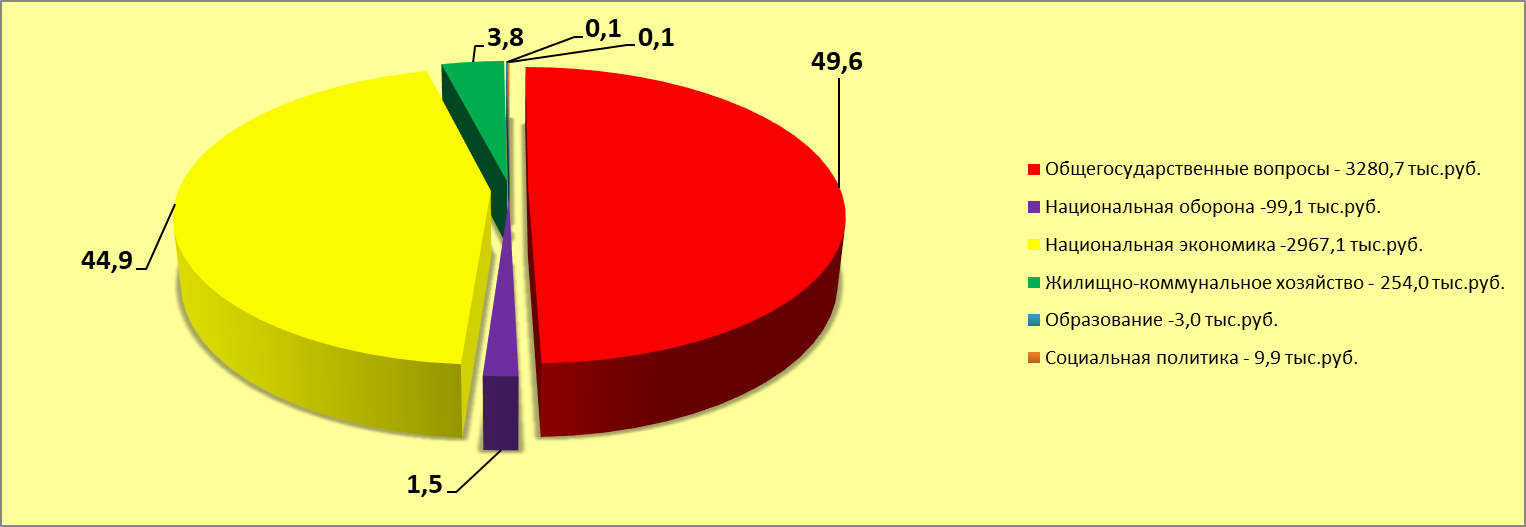 3,8
0,1
0,1
49,6
44,9
1,5
Общегосударственные вопросы - 3280,7 тыс.руб.
Национальная оборона -99,1 тыс.руб.
Национальная экономика -2967,1 тыс.руб.
Жилищно-коммунальное хозяйство - 254,0 тыс.руб.
Образование -3,0 тыс.руб.
Социальная политика - 9,9 тыс.руб.